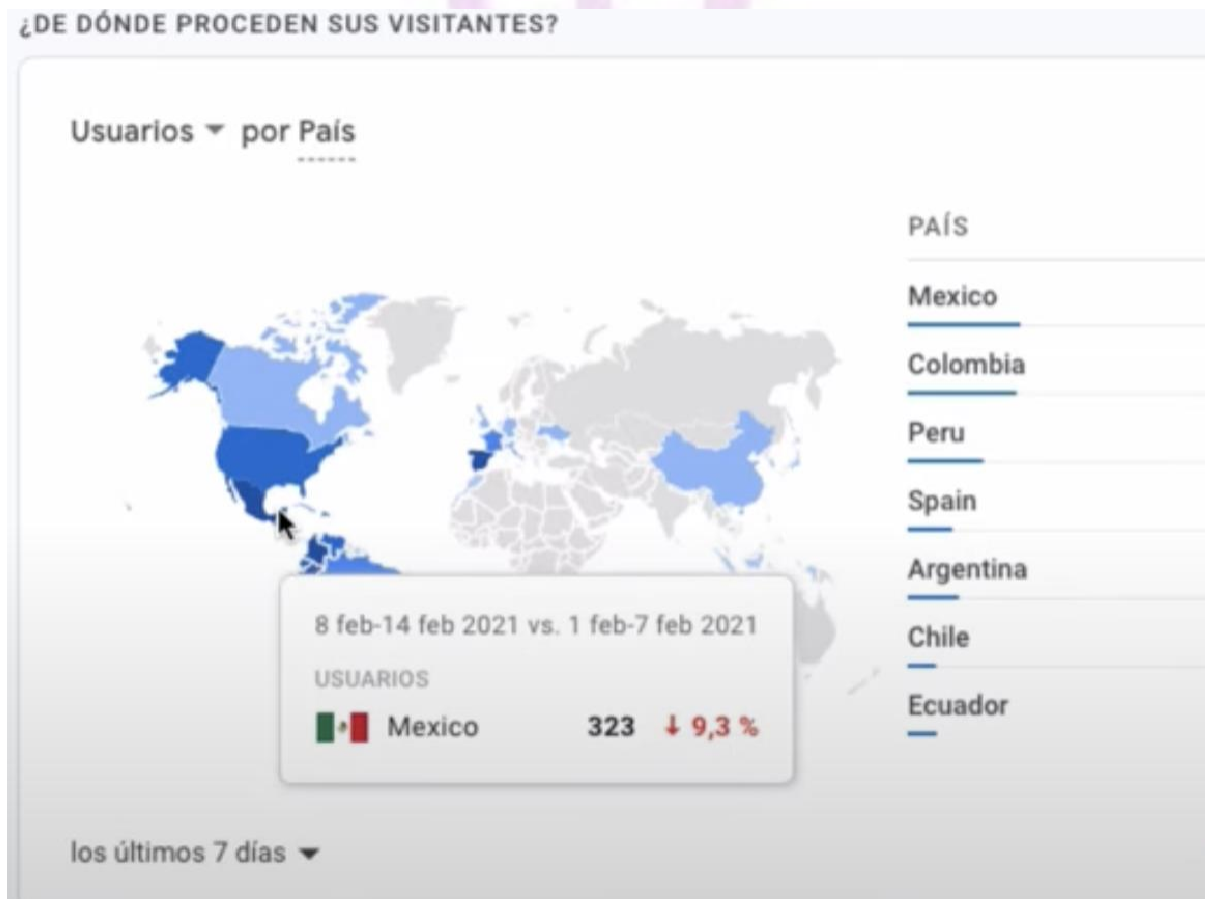 ¿DE DÓNDE PROCEDEN SUS VISITANTES?
Usuarios por País
PAÍS
Mexico
Colombia
Peru
Spain
Argentina
Chile
Ecuador
8 feb-14 feb 2021 vs. 1 feb-7 feb 2021
USUARIOS
Mexico 323 ↓ 9,3 %
los últimos 7 días